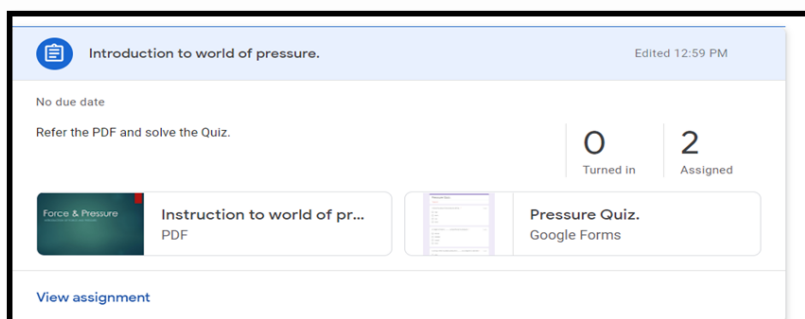 Introduction to world of pressure.
Edited 12:59 PM
No due date
Refer the PDF and solve the Quiz.
0
Turned in
2
Assigned
Force & Pressure
Instruction to world of pr...
PDF
Pressure Quiz.
Google Forms
View assignment